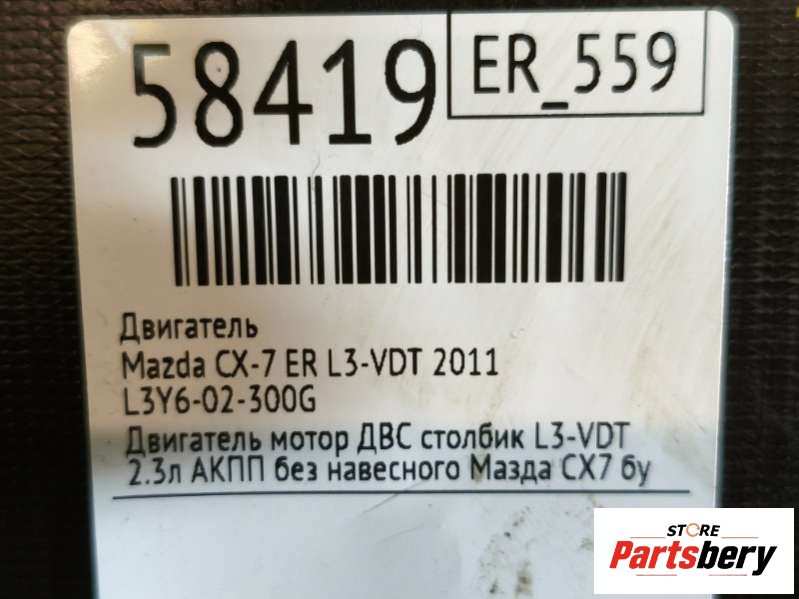 58419
ER_559
Двигатель
Mazda CX-7 ER L3-VDT 2011
L3Y6-02-300G
Двигатель мотор ДВС столбик L3-VDT
2.3л АКПП без навесного Мазда СХ7 бу
STORE
Partsbery